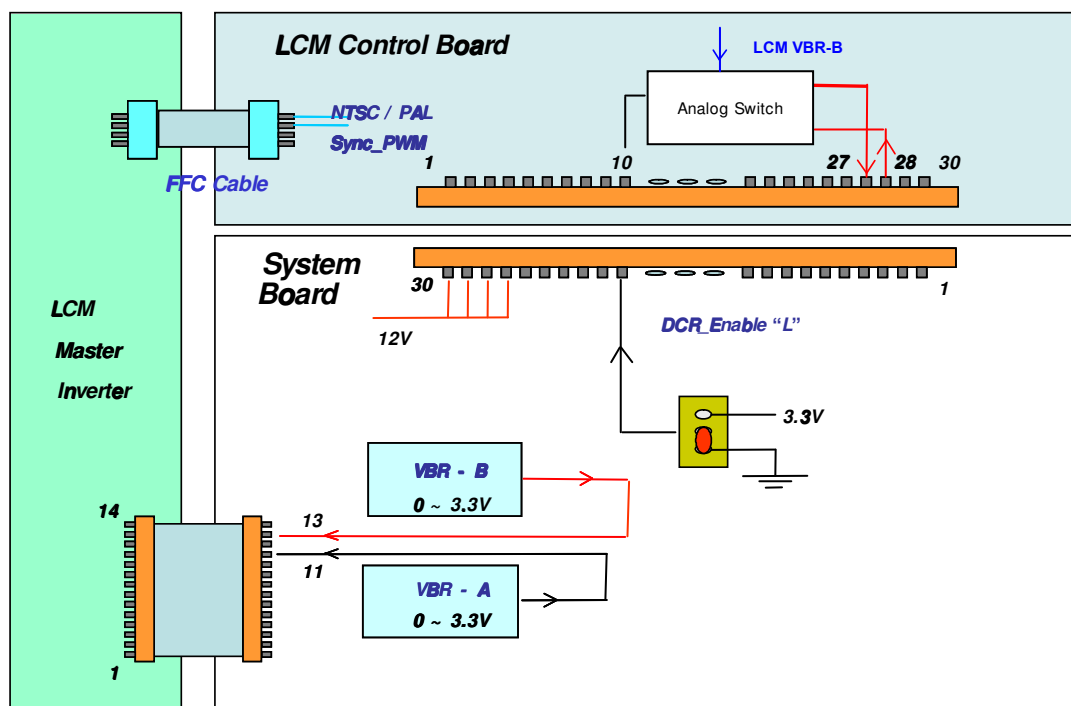 LCM Control Board
LCM VBR-B
Analog Switch
NTSC / PAL
Sync_PWM
FFC Cable
1
10
27
28
30
System
Board
30
1
12V
DCR_Enable “L”
3.3V
LCM
Master
Inverter
VBR - B
0 ~ 3.3V
14
13
11
VBR - A
0 ~ 3.3V
1